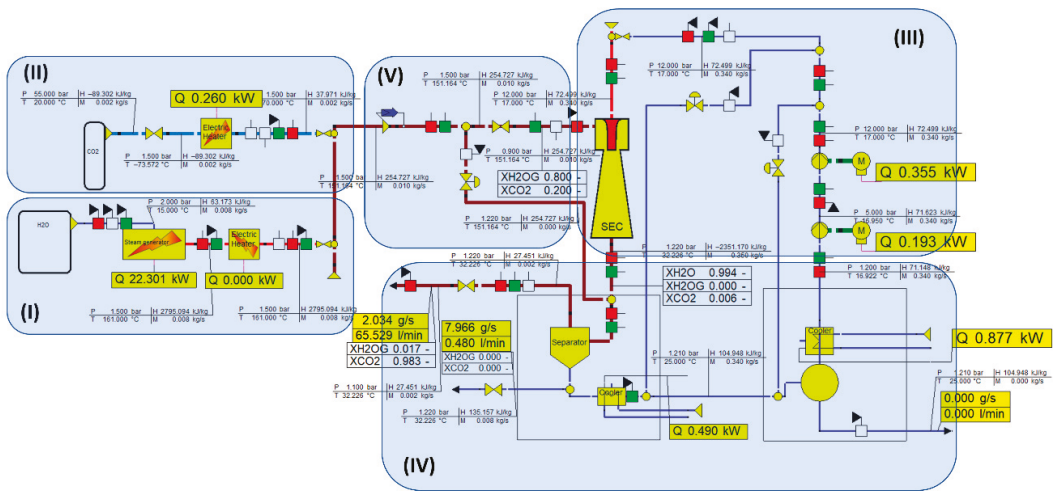 (II)
P 55.000 bar H −89.302 kJ/kg
T 20.000 °C M 0.002 kg/s
Q 0.260 kW
1.500 bar H 37.971 kJ/kg
70.000 °C M 0.002 kg/s
CO2
Electric
Heater
P 1.500 bar H −89.302 kJ/kg
T −73.572 °C M 0.002 kg/s
P 1.500 bar H 254.727 kJ/kg
T 151.164 °C M 0.010 kg/s
(I)
H2O
P 2.000 bar H 63.173 kJ/kg
T 15.000 °C M 0.008 kg/s
Steam generator
Electric
Heater
Q 22.301 kW
Q 0.000 kW
P 1.500 bar H 2795.094 kJ/kg
T 161.000 °C M 0.008 kg/s
P 1.500 bar H 2795.094 kJ/kg
T 161.000 °C M 0.008 kg/s
(V)
P 1.500 bar H 254.727 kJ/kg
T 151.164 °C M 0.010 kg/s
P 12.000 bar H 72.499 kJ/kg
T 17.000 °C M 0.340 kg/s
P 0.900 bar H 254.727 kJ/kg
T 151.164 °C M 0.010 kg/s
XH2OG 0.800 -
XCO2 0.200 -
P 1.220 bar H 254.727 kJ/kg
T 151.164 °C M 0.000 kg/s
(III)
P 12.000 bar H 72.499 kJ/kg
T 17.000 °C M 0.340 kg/s
SEC
P 12.000 bar H 72.499 kJ/kg
T 17.000 °C M 0.340 kg/s
M
Q 0.355 kW
P 5.000 bar H 71.623 kJ/kg
T 16.950 °C M 0.340 kg/s
M
Q 0.193 kW
P 1.200 bar H 71.148 kJ/kg
T 16.922 °C M 0.340 kg/s
P 1.220 bar H −2351.170 kJ/kg
T 32.226 °C M 0.350 kg/s
XH2O 0.994 -
XH2OG 0.000 -
XCO2 0.006 -
P 1.220 bar H 27.451 kJ/kg
T 32.226 °C M 0.002 kg/s
2.034 g/s
65.529 l/min
XH2OG 0.017 -
XCO2 0.983 -
7.966 g/s
0.480 l/min
XH2OG 0.000 -
XCO2 0.000 -
Separator
P 1.100 bar H 27.451 kJ/kg
T 32.226 °C M 0.002 kg/s
P 1.220 bar H 135.157 kJ/kg
T 32.226 °C M 0.008 kg/s
Cooler
Q 0.490 kW
P 1.210 bar H 104.948 kJ/kg
T 25.000 °C M 0.340 kg/s
Cooler
Q 0.877 kW
P 1.210 bar H 104.948 kJ/kg
T 25.000 °C M 0.000 kg/s
0.000 g/s
0.000 l/min
(IV)